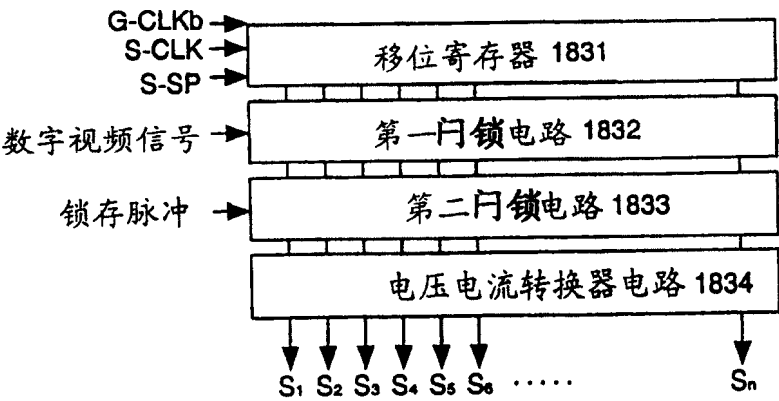 G-CLKb
S-CLK
S-SP
移位寄存器 1831
数字视频信号
第一闩锁电路 1832
锁存脉冲
第二闩锁电路 1833
电压电流转换器电路 1834
S1 S2 S3 S4 S5 S6 ····· Sn